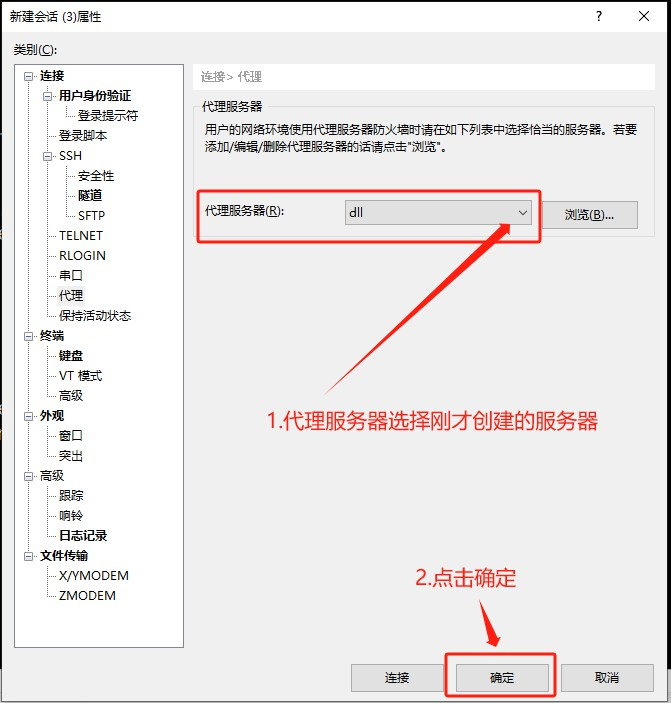 新建会话 (3)属性
?
类别(C):
连接
用户身份验证
登录提示符
登录脚本
SSH
安全性
隧道
SFTP
TELNET
RLOGIN
串口
代理
保持活动状态
终端
键盘
VT 模式
高级
外观
窗口
突出
高级
跟踪
响铃
日志记录
文件传输
X/YMODEM
ZMODEM
连接> 代理
代理服务器
用户的网络环境使用代理服务器防火墙时请在如下列表中选择恰当的服务器。若要
添加/编辑/删除代理服务器的话请点击"浏览"。
代理服务器(R):
dll
浏览(B)...
1.代理服务器选择刚才创建的服务器
2.点击确定
连接
确定
取消